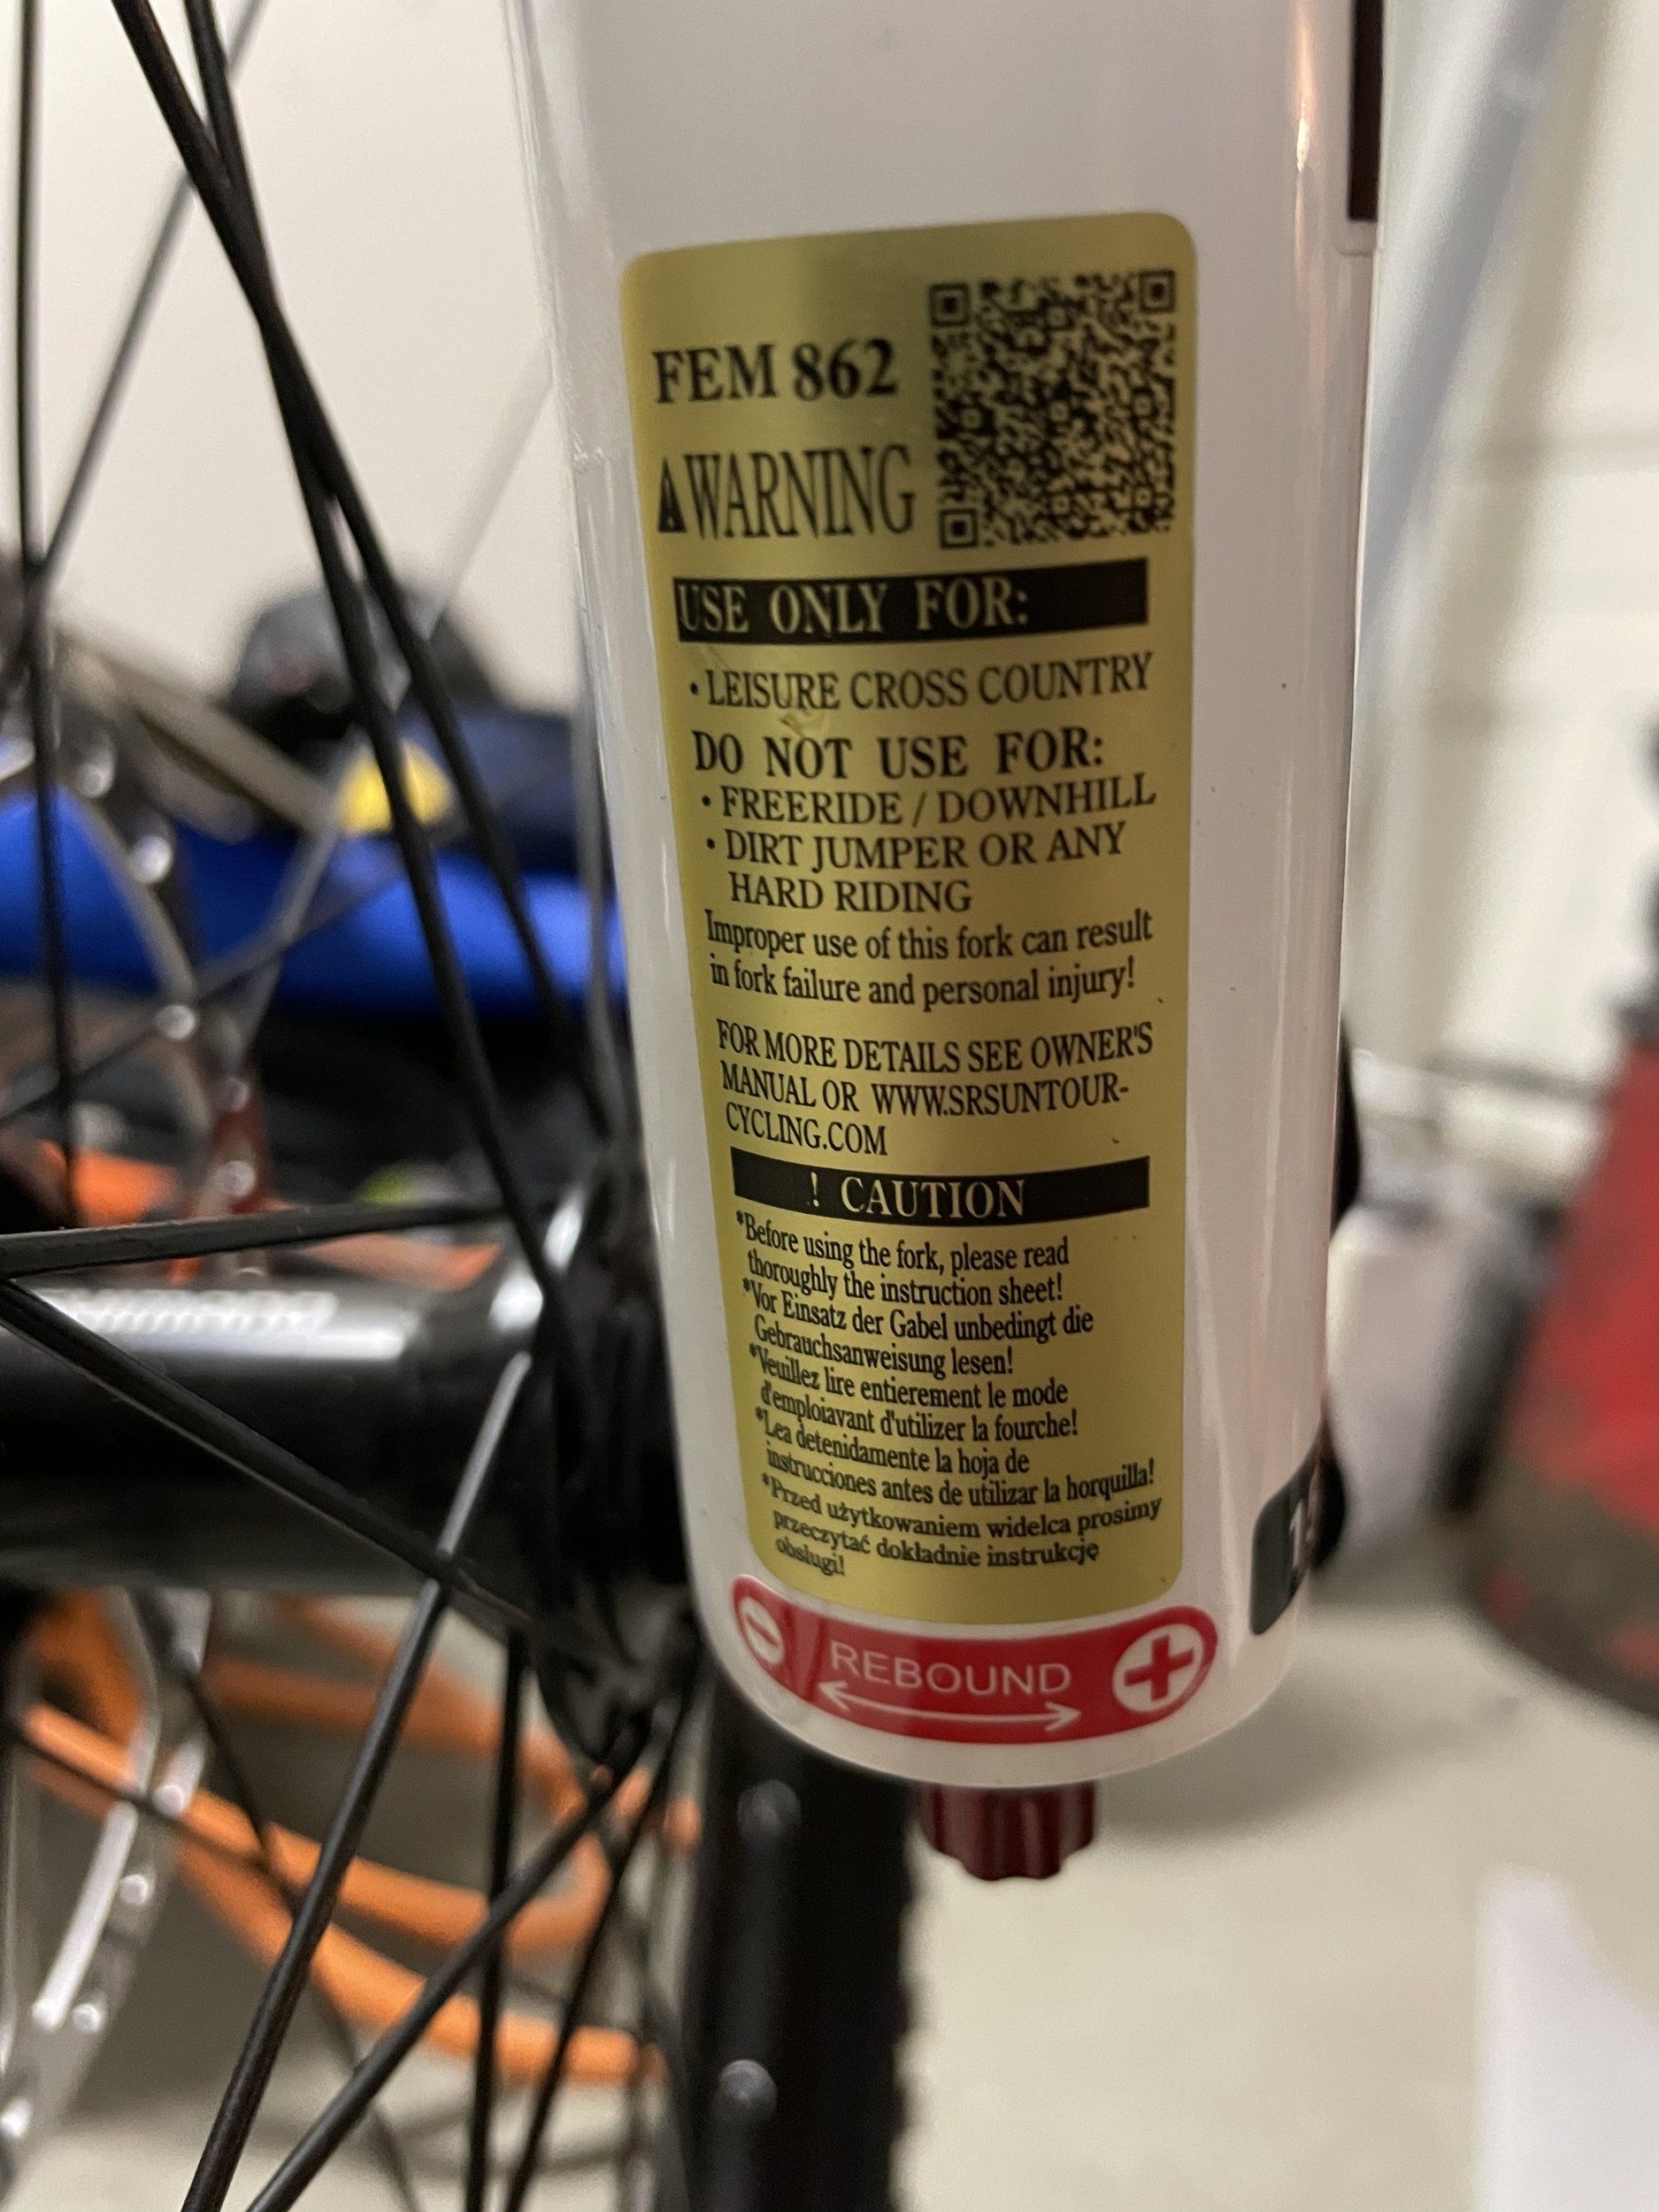 FEM 862
WARNING
USE ONLY FOR:
• LEISURE CROSS COUNTRY
DO NOT USE FOR:
• FREERIDE / DOWNHILL
• DIRT JUMPER OR ANY
HARD RIDING
Improper use of this fork can result
in fork failure and personal injury!
FOR MORE DETAILS SEE OWNER'S
MANUAL OR WWW.SRSUNTOUR-
CYCLING.COM
! CAUTION
*Before using the fork, please read
thoroughly the instruction sheet!
*Vor Einsatz der Gabel unbedingt die
Gebrauchsanweisung lesen!
*Veuillez lire entierement le mode
d'emploiavant d'utilizer la fourche!
*Lea detenidamente la hoja de
instrucciones antes de utilizar la horquilla!
*Przed użytkowaniem widelca prosimy
przeczytać dokładnie instrukcję
obsługi!
- REBOUND +